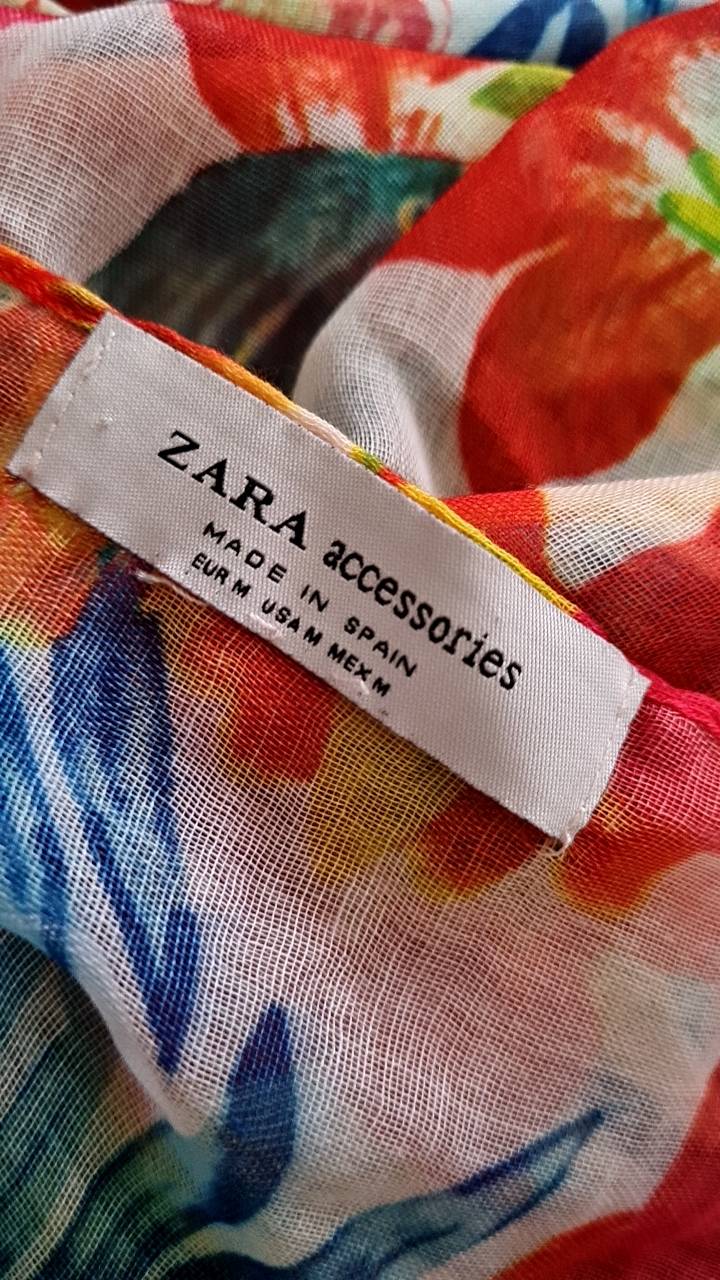 ZARA accessories
MADE IN SPAIN
EUR M USA M MEX M